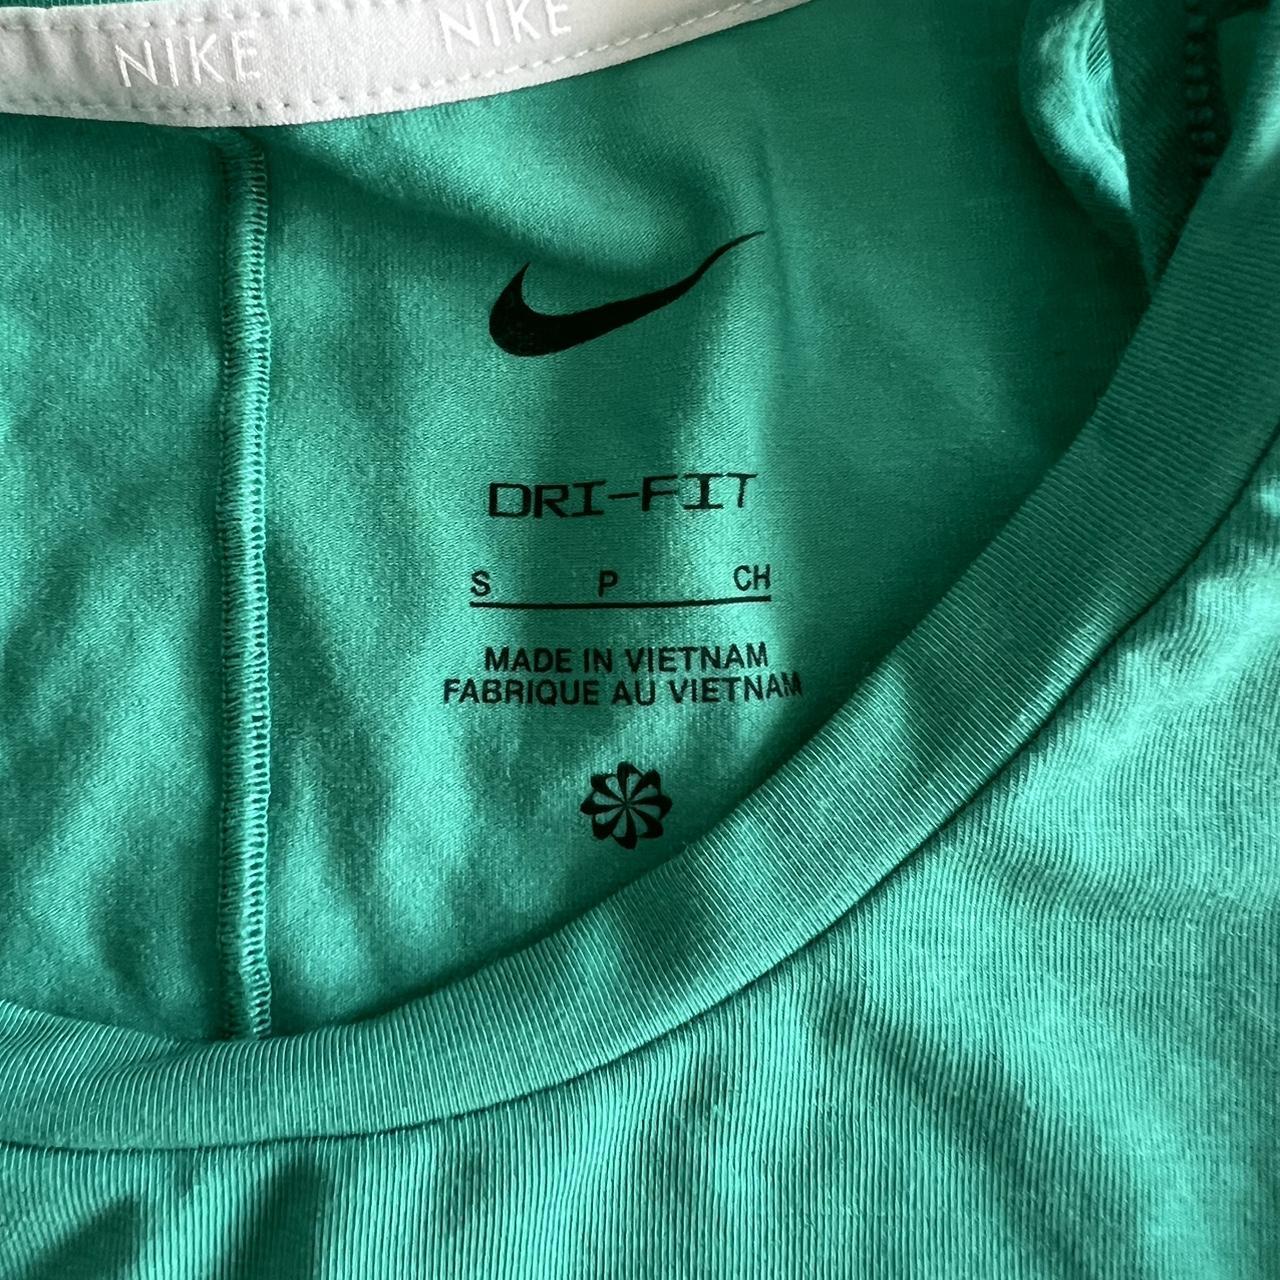 NIKE NIKE
DRI-FIT
S P CH
MADE IN VIETNAM
FABRIQUE AU VIETNAM